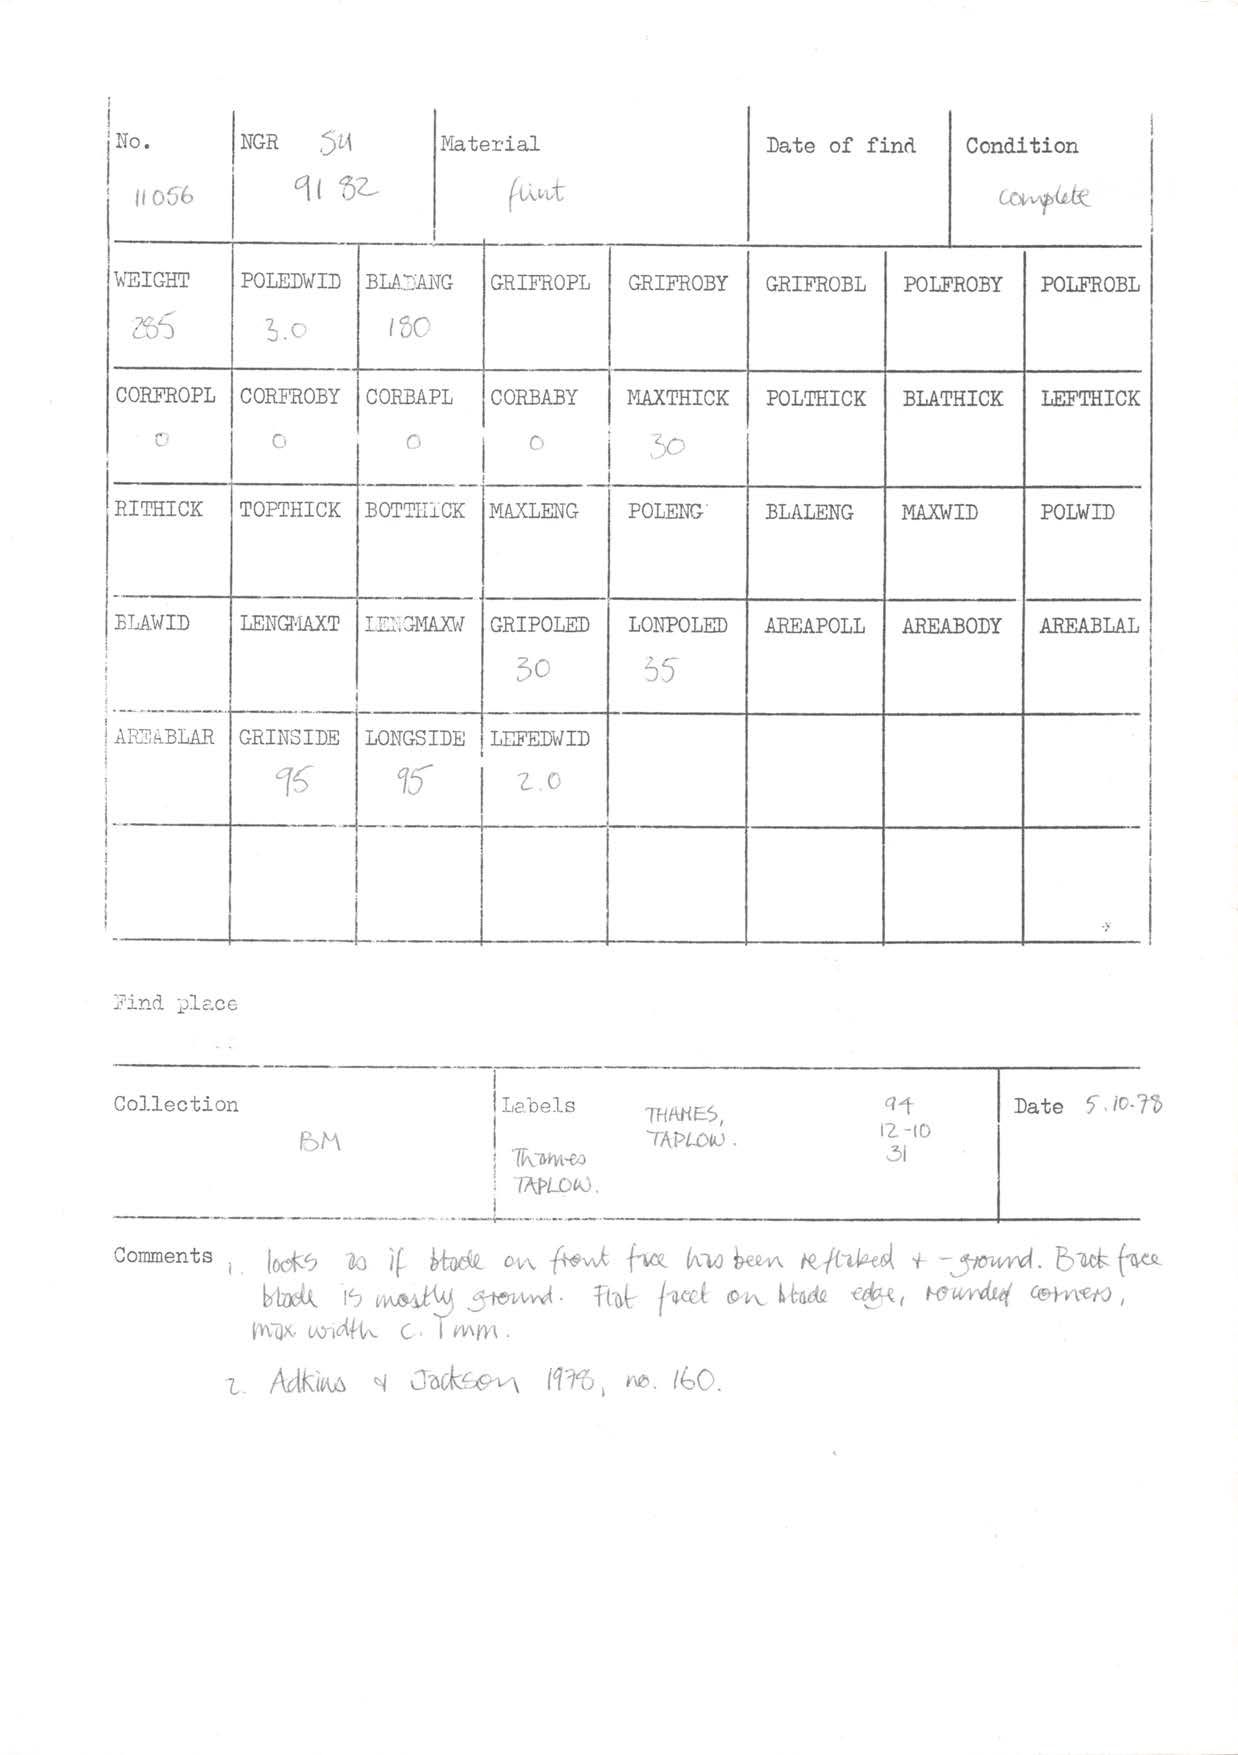 No. NGR SU Material Date of find Condition
11056 91 82 flint complete
WEIGHT POLEDWID BLADANG GRIFROPL GRIFROBY GRIFROBL POLFROBY POLFROBL
285 3.0 180
CORFROPL CORFROBY CORBAPL CORBABY MAXTHICK POLTHICK BLATHICK LEFTHICK
0 0 0 0 30
RITHICK TOPTHICK BOTTHICK MAXLENG POLENG BLALENG MAXWID POLWID
BLAWID LENGMAXT LENGMAXW GRIPOLED LONPOLED AREAPOLL AREABODY AREABLAL
30 35
AREABLAR GRINSIDE LONGSIDE LEFEDWID
95 95 2.0
Find place
Collection Labels THAMES, 94 Date 5.10.78
BM TAPLOW. 12-10
Thames 31
TAPLOW.
Comments 1. looks as if blade on front face has been reflaked + -ground. Back face
blade is mostly ground. Flat facet on blade edge, rounded corners,
max width c. 1mm.
2. Adkins & Jackson 1978, no. 160.